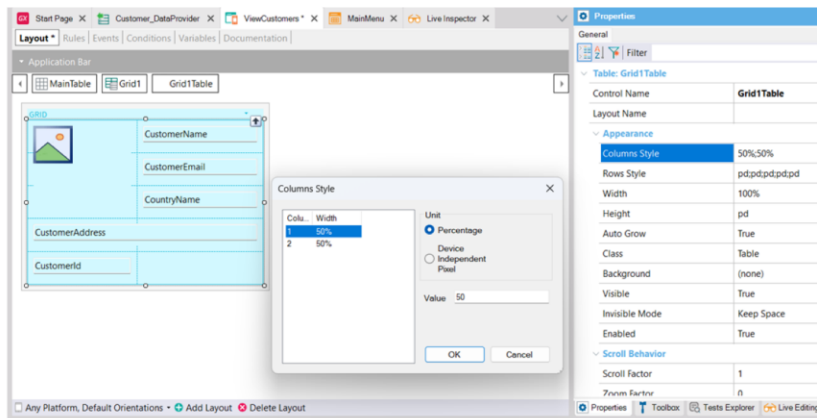 GX Start Page X Customer_DataProvider X ViewCustomers * X MainMenu X Live Inspector X
Layout * Rules Events Conditions Variables Documentation
Application Bar
MainTable Grid1 Grid1Table
GRID
CustomerName
CustomerEmail
CountryName
CustomerAddress
CustomerId
Columns Style
Colu... Width
1 50%
2 50%
Unit
Percentage
Device
Independent
Pixel
Value 50
OK Cancel
Any Platform, Default Orientations Add Layout Delete Layout
Properties
General
Filter
Table: Grid1Table
Control Name Grid1Table
Layout Name
Appearance
Columns Style 50%;50%
Rows Style pd;pd;pd;pd;pd
Width 100%
Height pd
Auto Grow True
Class Table
Background (none)
Visible True
Invisible Mode Keep Space
Enabled True
Scroll Behavior
Scroll Factor 1
Zoom Factor 0
Properties Toolbox Tests Explorer Live Editing